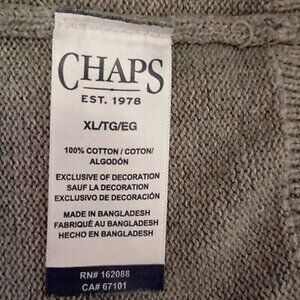 CHAPS
EST. 1978
XL/TG/EG
100% COTTON / COTON/
ALGODÓN
EXCLUSIVE OF DECORATION
SAUF LA DECORATION
EXCLUSIVO DE DECORACIÓN
MADE IN BANGLADESH
FABRIQUÉ AU BANGLADESH
HECHO EN BANGLADESH
RN# 162088
CA# 67101